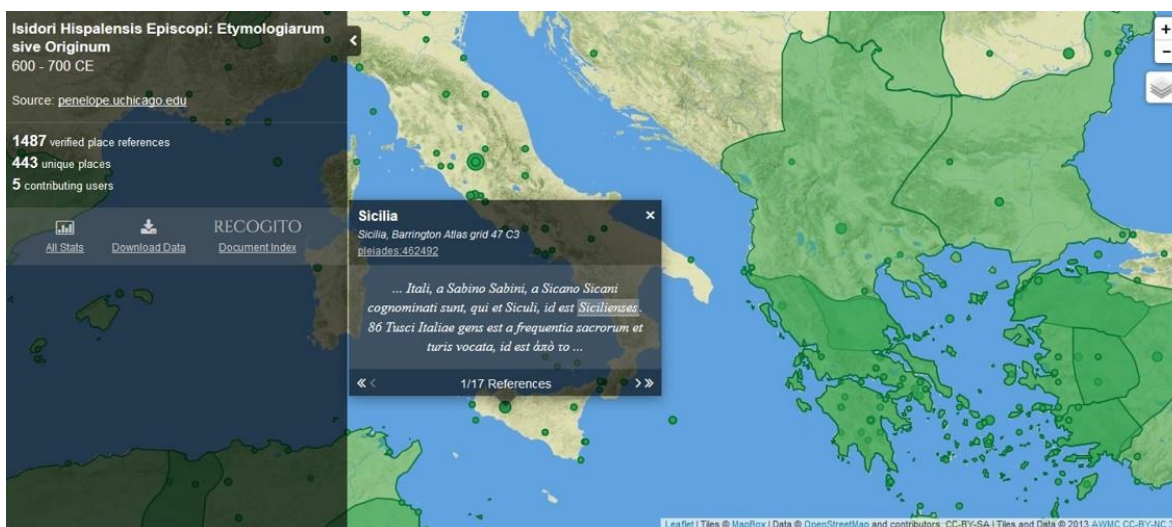 Isidori Hispalensis Episcopi: Etymologiarum
sive Originum
600 - 700 CE
Source: penelope.uchicago.edu
1487 verified place references
443 unique places
5 contributing users
All Stats
Download Data
RECOGITO
Document Index
+
−
Sicilia
×
Sicilia, Barrington Atlas grid 47 C3
pleiades:462492
... Itali, a Sabino Sabini, a Sicano Sicani
cognominati sunt, qui et Siculi, id est Sicilienses.
86 Tusci Italiae gens est a frequentia sacrorum et
turis vocata, id est ἀπὸ το ...
« ‹ 1/17 References › »
Leaflet | Tiles © MapBox | Data © OpenStreetMap and contributors, CC-BY-SA | Tiles and Data © 2013 AWMC CC-BY-NC